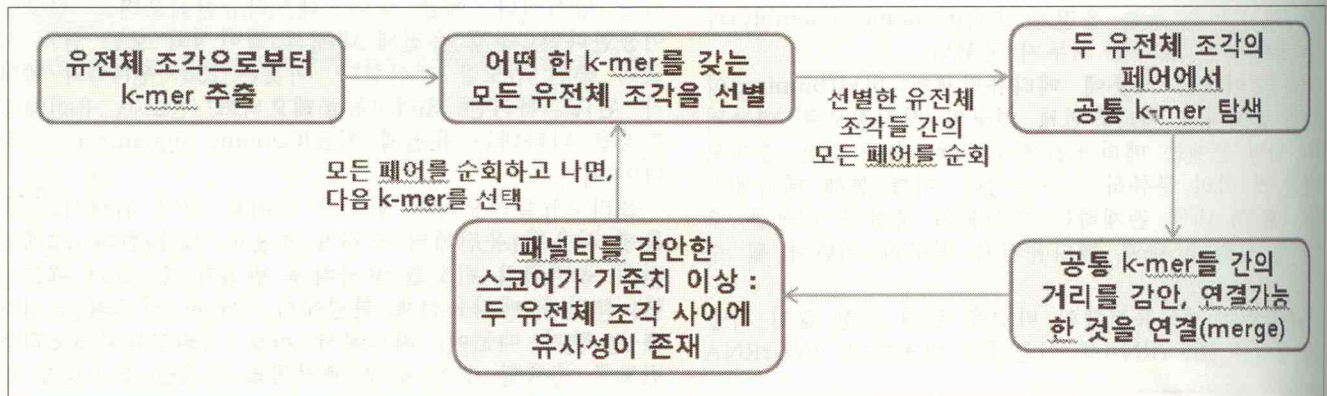 유전체 조각으로부터
k-mer 추출
어떤 한 k-mer를 갖는
모든 유전체 조각을 선별
선별한 유전체
조각들 간의
모든 페어를 순회
두 유전체 조각의
페어에서
공통 k-mer 탐색
공통 k-mer들 간의
거리를 감안, 연결가능
한 것을 연결(merge)
패널티를 감안한
스코어가 기준치 이상 :
두 유전체 조각 사이에
유사성이 존재
모든 페어를 순회하고 나면,
다음 k-mer를 선택